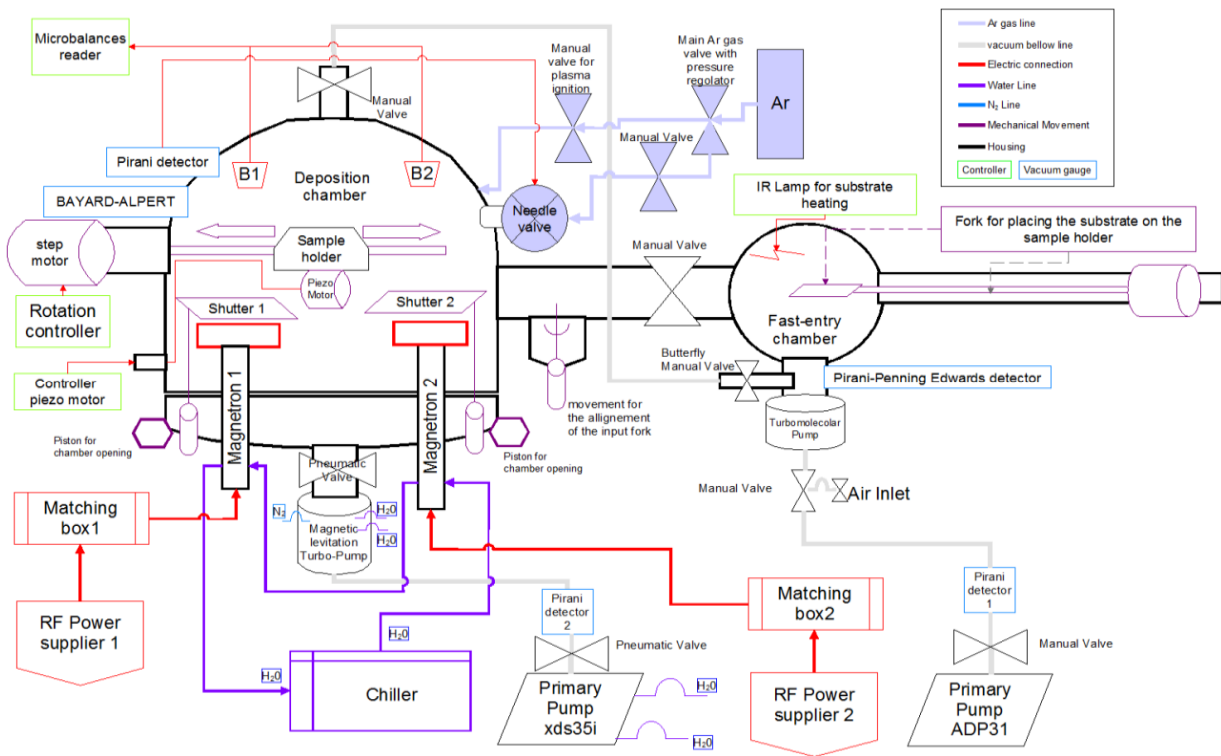 Microbalances
reader
Manual
Valve
Manual
valve for
plasma
ignition
Main Ar gas
valve with
pressure
regolator
Ar
Manual Valve
Ar gas line
vacuum bellow line
Electric connection
Water Line
N₂ Line
Mechanical Movement
Housing
Controller
Vacuum gauge
Pirani detector
B1
B2
Deposition
chamber
BAYARD-ALPERT
Needle
valve
IR Lamp for substrate
heating
Fork for placing the substrate on the
sample holder
step
motor
Sample
holder
Piezo
Motor
Manual Valve
Rotation
controller
Shutter 1
Shutter 2
Fast-entry
chamber
Controller
piezo motor
Magnetron 1
Magnetron 2
Butterfly
Manual Valve
Pirani-Penning Edwards detector
movement for
the allignement
of the input fork
Turbomolecolar
Pump
Piston for
chamber opening
Piston for
chamber opening
Pneumatic
Valve
Manual Valve
Air Inlet
Matching
box1
N₂
H₂0
H₂0
Magnetic
levitation
Turbo-Pump
RF Power
supplier 1
Pirani
detector
2
Matching
box2
Pirani
detector
1
H₂0
H₂0
Chiller
Pneumatic Valve
Manual Valve
Primary
Pump
xds35i
H₂0
H₂0
RF Power
supplier 2
Primary
Pump
ADP31